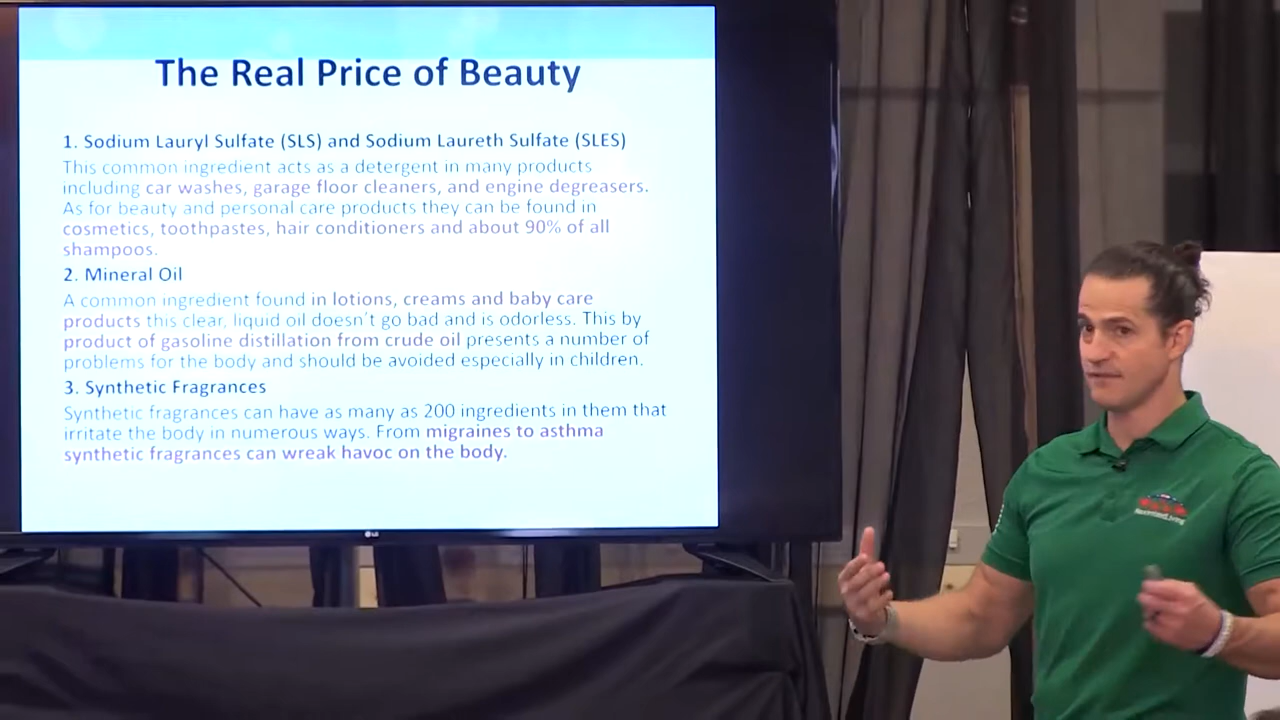 The Real Price of Beauty
1. Sodium Lauryl Sulfate (SLS) and Sodium Laureth Sulfate (SLES)
This common ingredient acts as a detergent in many products
including car washes, garage floor cleaners, and engine degreasers.
As for beauty and personal care products they can be found in
cosmetics, toothpastes, hair conditioners and about 90% of all
shampoos.
2. Mineral Oil
A common ingredient found in lotions, creams and baby care
products this clear, liquid oil doesn't go bad and is odorless. This by
product of gasoline distillation from crude oil presents a number of
problems for the body and should be avoided especially in children.
3. Synthetic Fragrances
Synthetic fragrances can have as many as 200 ingredients in them that
irritate the body in numerous ways. From migraines to asthma
synthetic fragrances can wreak havoc on the body.
LG
MaximizedLiving